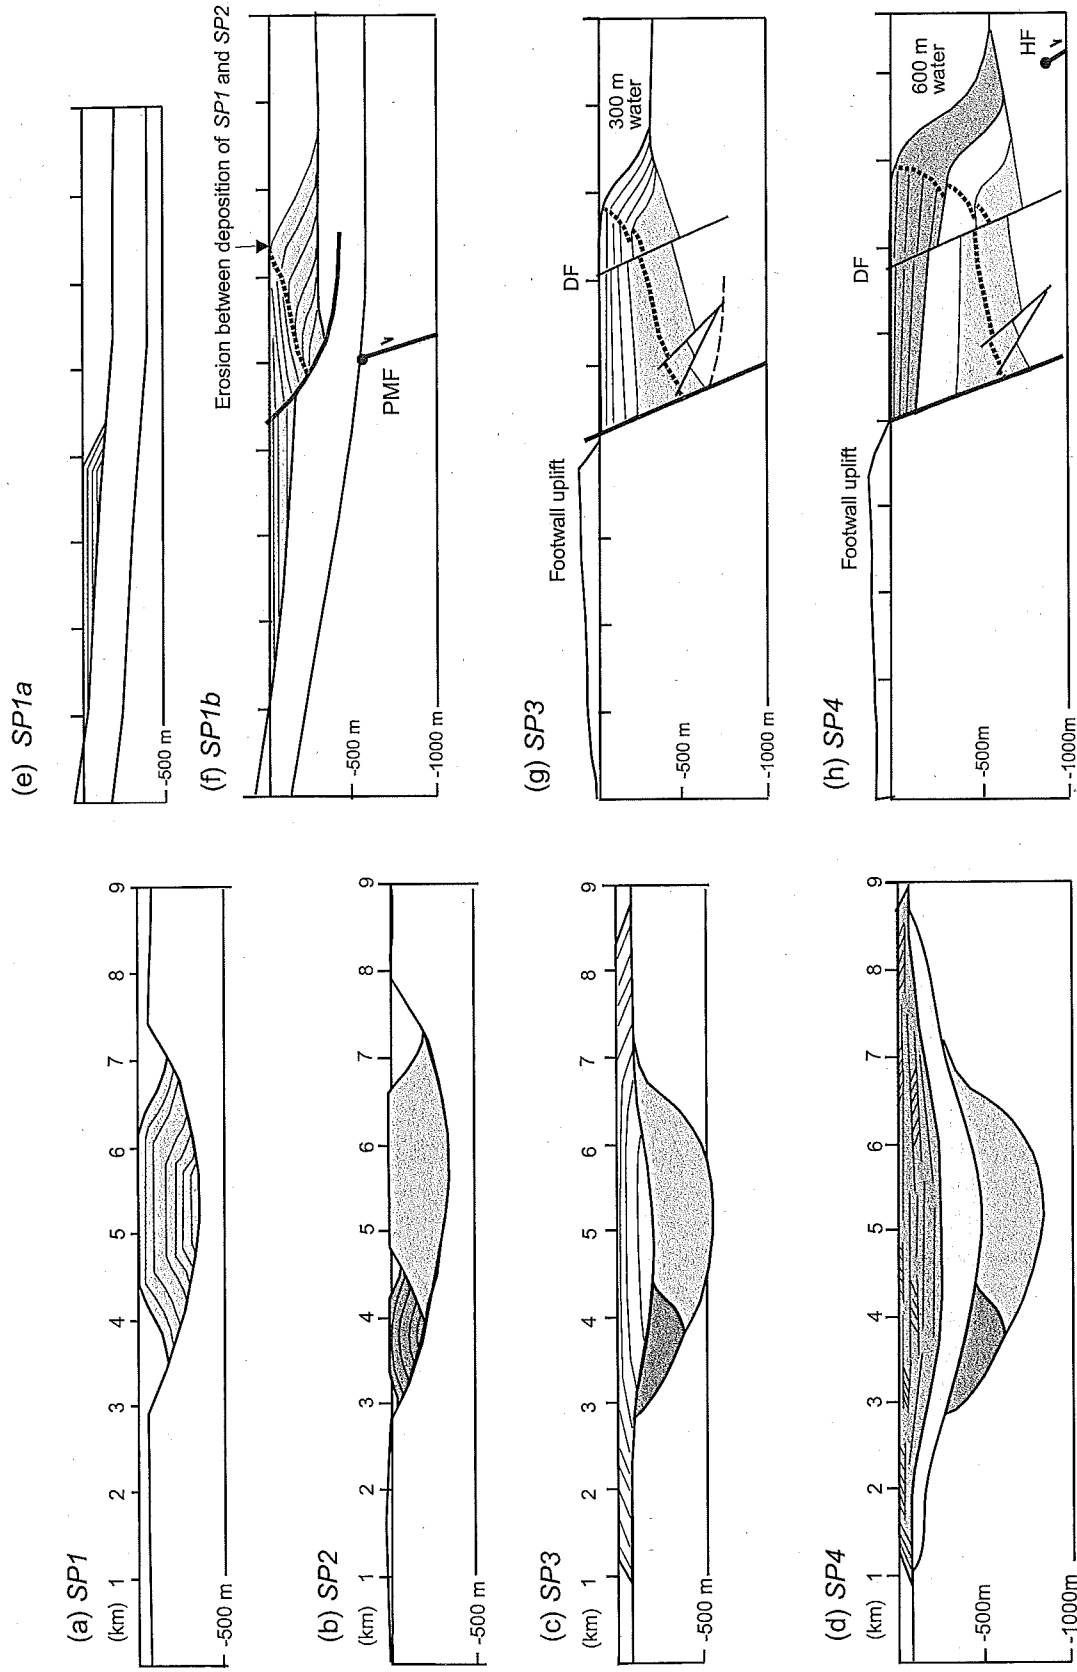 (a) SP1
(km) 1 2 3 4 5 6 7 8 9
-500 m
(b) SP2
(km) 1 2 3 4 5 6 7 8 9
-500 m
(c) SP3
(km) 1 2 3 4 5 6 7 8 9
-500 m
(d) SP4
1 2 3 4 5 6 7 8 9
-500m
-1000m
(e) SP1a
-500 m
(f) SP1b
Erosion between deposition of SP1 and SP2
PMF
-500 m
-1000 m
(g) SP3
Footwall uplift
DF
300 m
water
-500 m
-1000 m
(h) SP4
Footwall uplift
DF
600 m
water
HF
-500m
-1000m